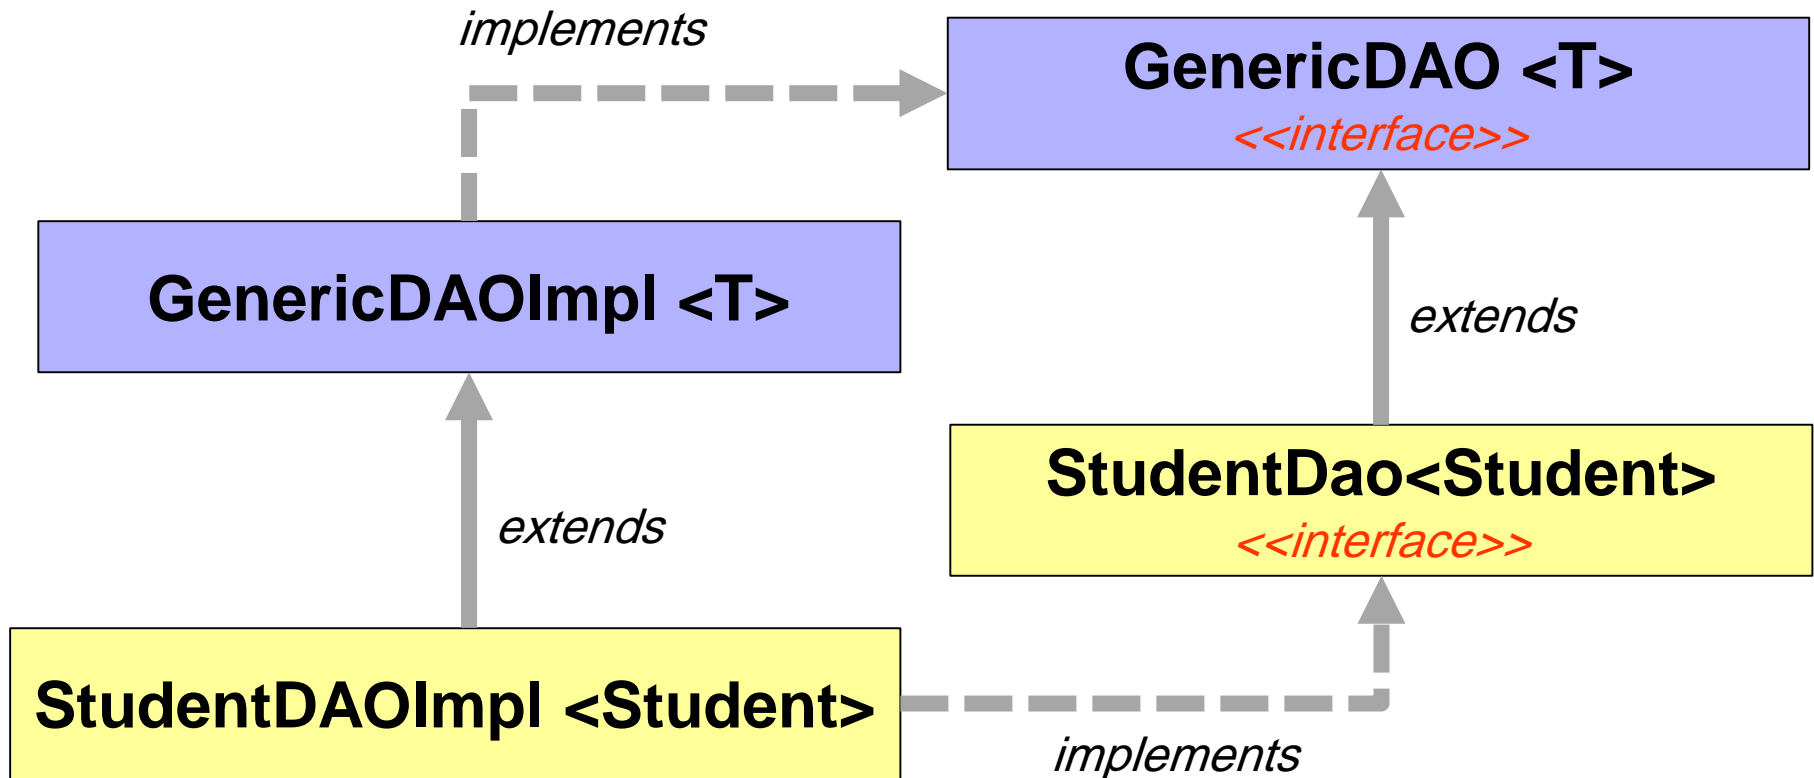 implements
GenericDAO <T>
<<interface>>
GenericDAOImpl <T>
extends
StudentDao<Student>
<<interface>>
extends
StudentDAOImpl <Student>
implements